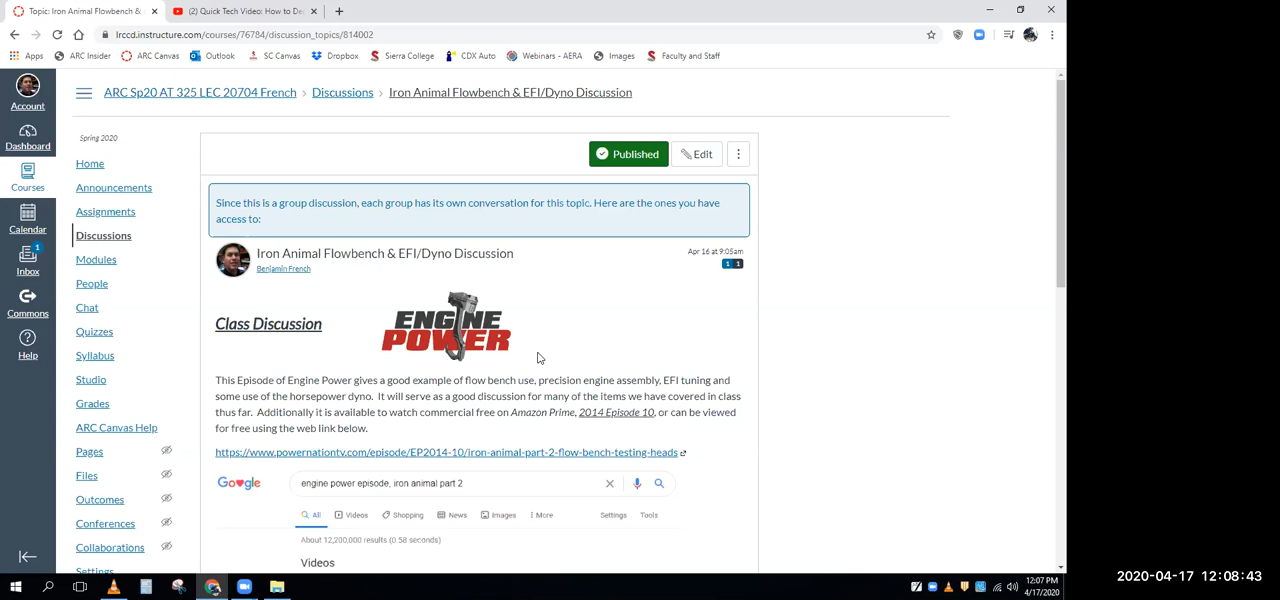 Topic: Iron Animal Flowbench &
(2) Quick Tech Video: How to De
lrccd.instructure.com/courses/76784/discussion_topics/814002
Apps ARC Insider ARC Canvas Outlook SC Canvas Dropbox Sierra College CDX Auto Webinars - AERA Images Faculty and Staff
Account
Dashboard
Courses
Calendar
1
Inbox
Commons
Help
ARC Sp20 AT 325 LEC 20704 French › Discussions › Iron Animal Flowbench & EFI/Dyno Discussion
Spring 2020
Home
Announcements
Assignments
Discussions
Modules
People
Chat
Quizzes
Syllabus
Studio
Grades
ARC Canvas Help
Pages
Files
Outcomes
Conferences
Collaborations
Settings
Published Edit
Since this is a group discussion, each group has its own conversation for this topic. Here are the ones you have
access to:
Iron Animal Flowbench & EFI/Dyno Discussion
Benjamin French
Apr 16 at 9:05am
1 1
Class Discussion
ENGINE
POWER
This Episode of Engine Power gives a good example of flow bench use, precision engine assembly, EFI tuning and
some use of the horsepower dyno. It will serve as a good discussion for many of the items we have covered in class
thus far. Additionally it is available to watch commercial free on Amazon Prime, 2014 Episode 10, or can be viewed
for free using the web link below.
https://www.powernationtv.com/episode/EP2014-10/iron-animal-part-2-flow-bench-testing-heads
engine power episode, iron animal part 2
All Videos Shopping News Images More Settings Tools
About 12,200,000 results (0.58 seconds)
Videos
12:07 PM
4/17/2020
2020-04-17 12:08:43